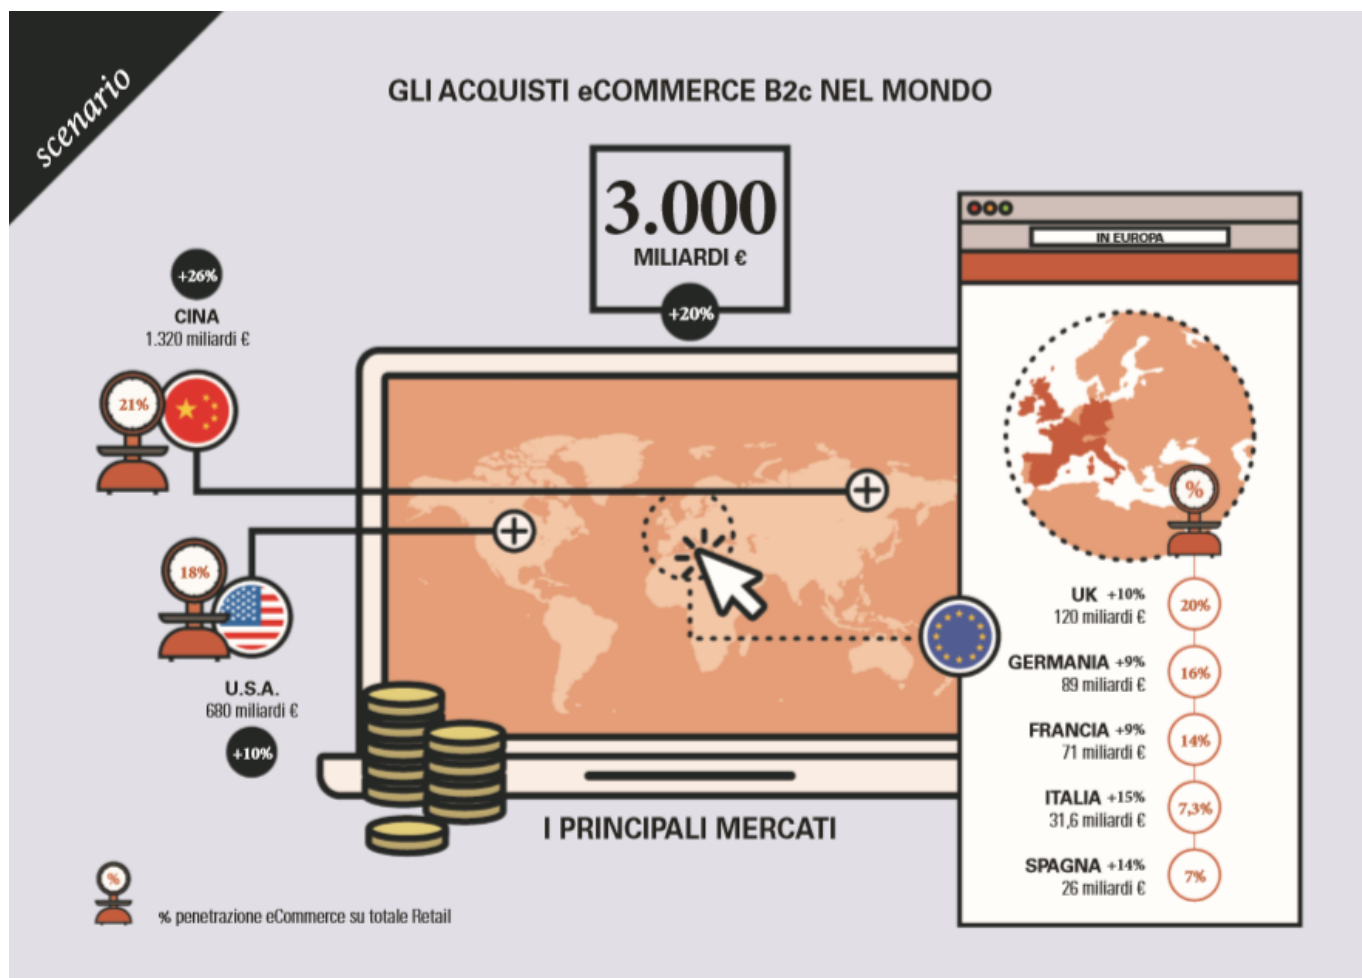 scenario
GLI ACQUISTI eCOMMERCE B2c NEL MONDO
3.000
MILIARDI €
+20%
+26%
CINA
1.320 miliardi €
21%
18%
U.S.A.
680 miliardi €
+10%
I PRINCIPALI MERCATI
%
% penetrazione eCommerce su totale Retail
IN EUROPA
%
UK +10%
120 miliardi €
20%
GERMANIA +9%
89 miliardi €
16%
FRANCIA +9%
71 miliardi €
14%
ITALIA +15%
31,6 miliardi €
7,3%
SPAGNA +14%
26 miliardi €
7%